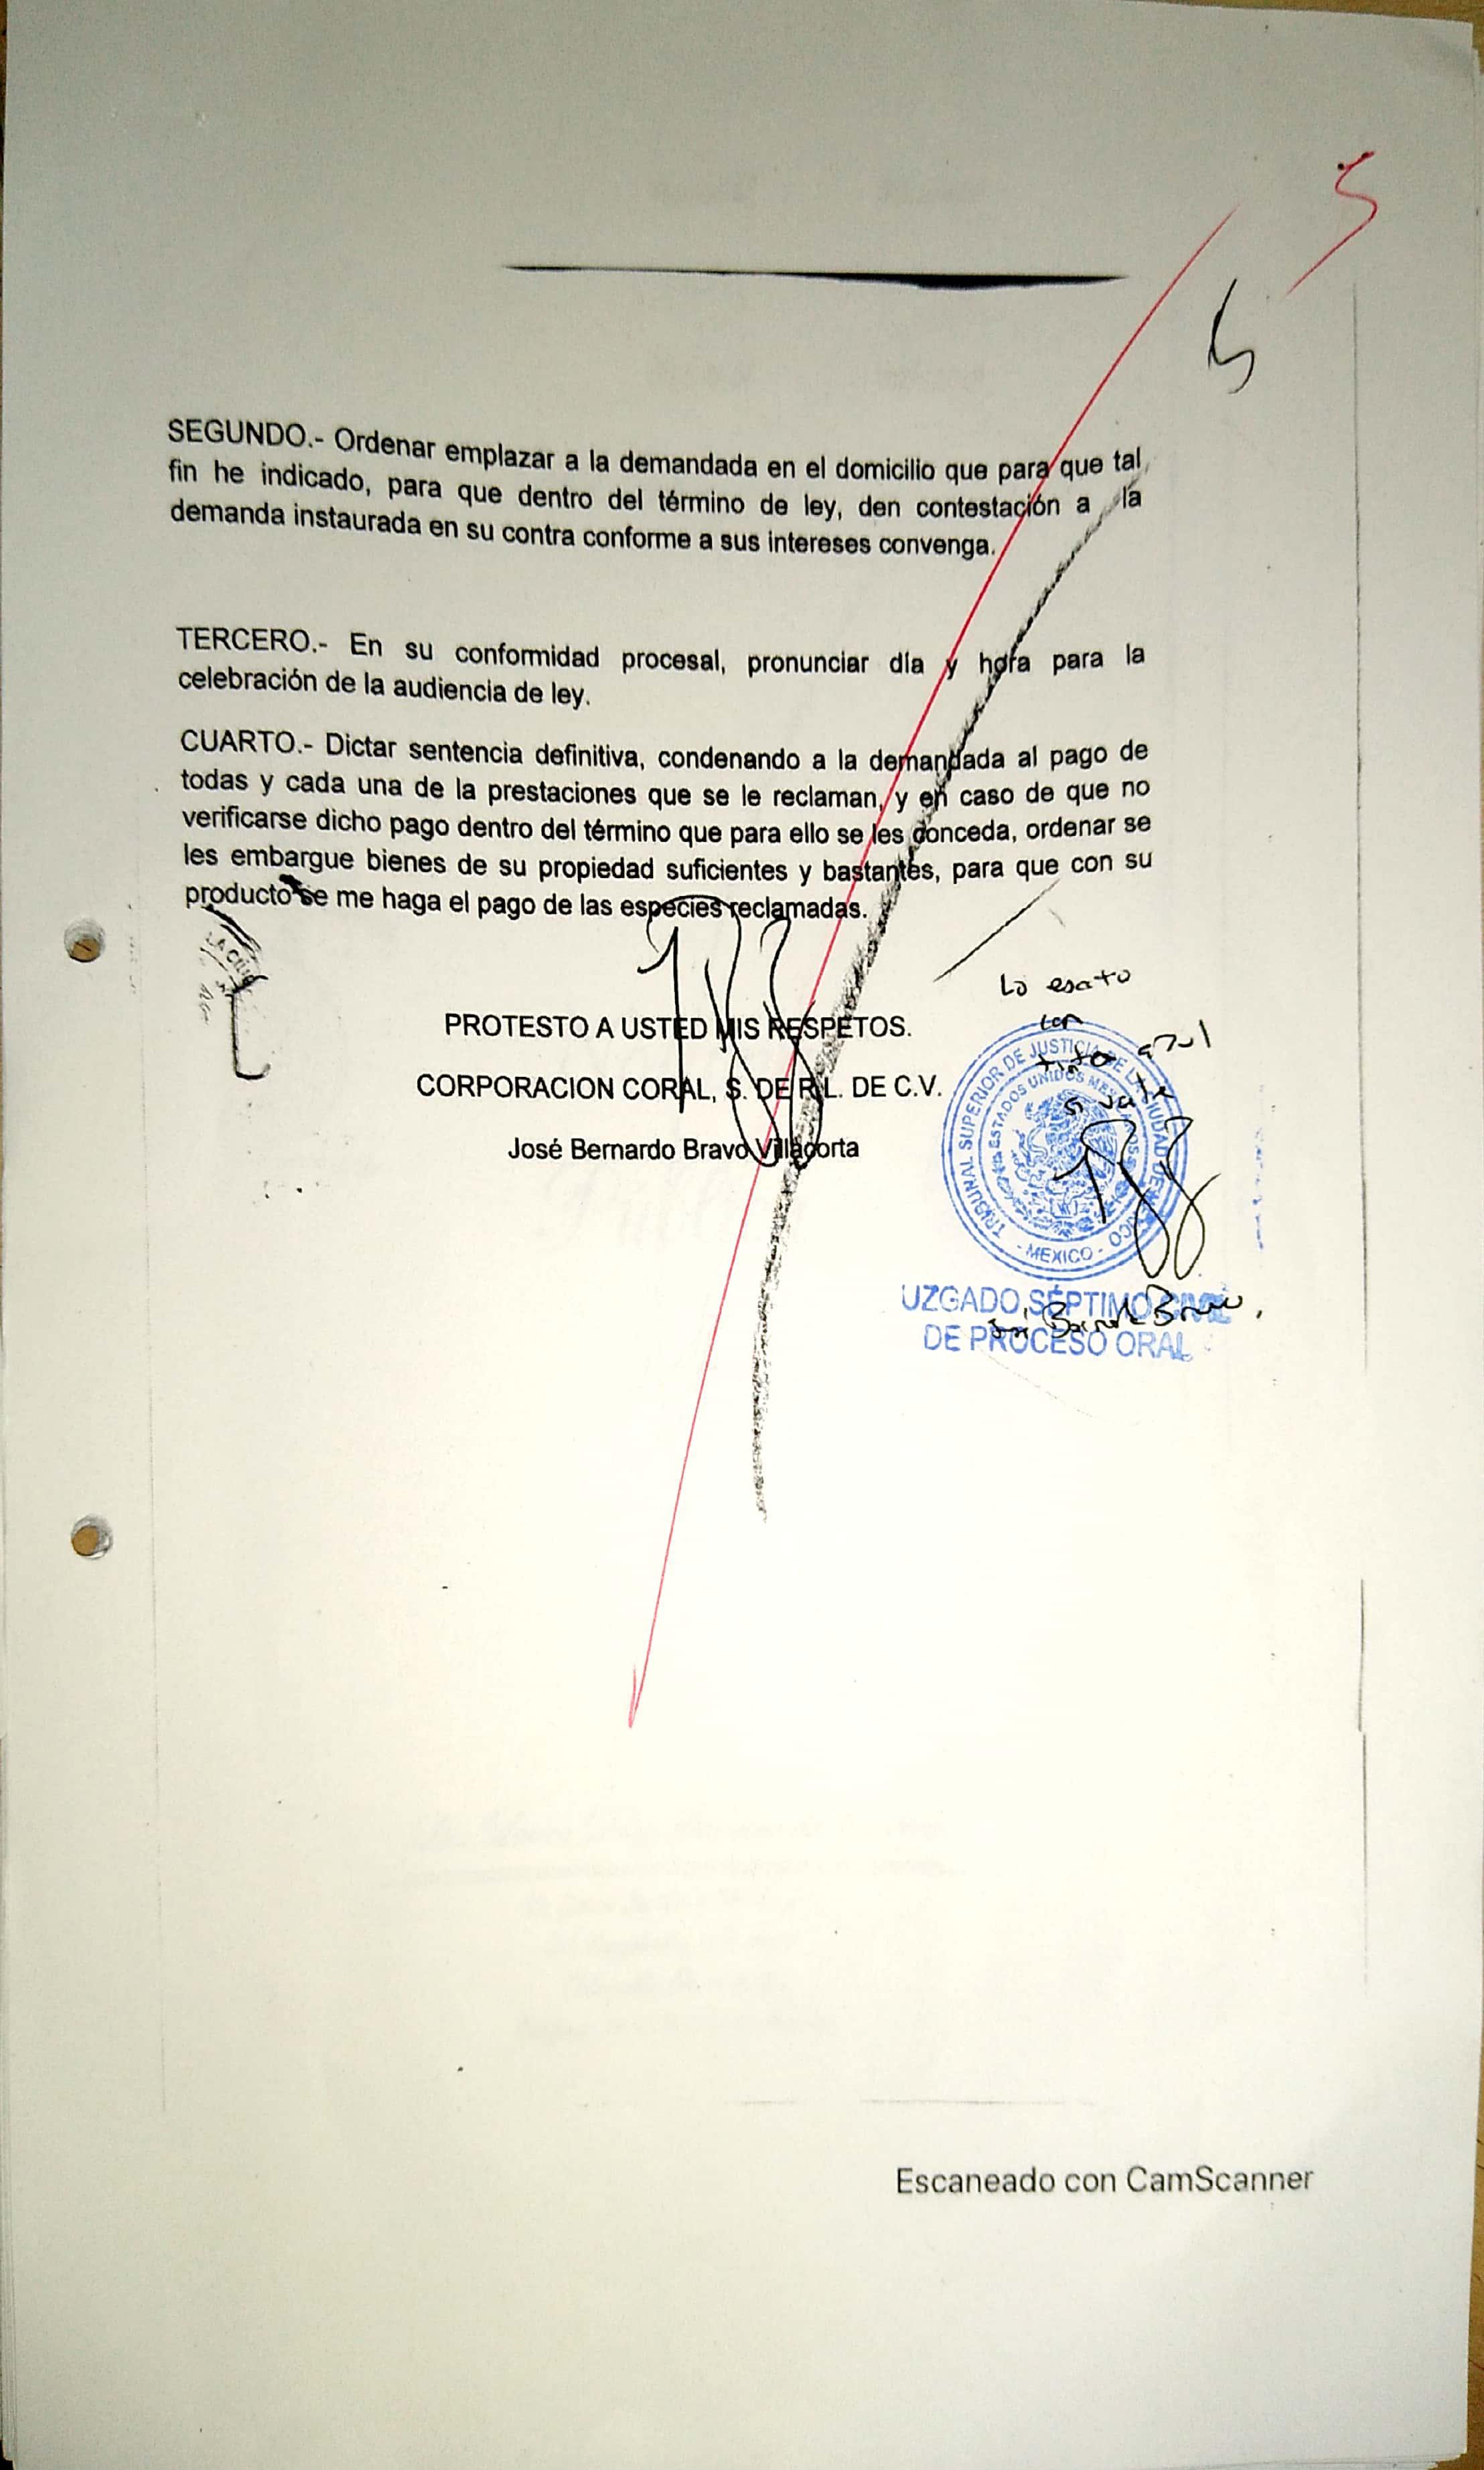 5
5
SEGUNDO.- Ordenar emplazar a la demandada en el domicilio que para que tal
fin he indicado, para que dentro del término de ley, den contestación a la
demanda instaurada en su contra conforme a sus intereses convenga.
TERCERO.- En su conformidad procesal, pronunciar día y hora para la
celebración de la audiencia de ley.
CUARTO.- Dictar sentencia definitiva, condenando a la demandada al pago de
todas y cada una de la prestaciones que se le reclaman, y en caso de que no
verificarse dicho pago dentro del término que para ello se les conceda, ordenar se
les embargue bienes de su propiedad suficientes y bastantes, para que con su
producto se me haga el pago de las especies reclamadas.
PROTESTO A USTED MIS RESPETOS.
CORPORACION CORAL, S. DE R.L. DE C.V.
José Bernardo Bravo Villacorta
Lo esato
con
azul
TRIBUNAL SUPERIOR DE JUSTICIA DE LA CIUDAD DE MÉXICO
ESTADOS UNIDOS MEXICANOS
- MEXICO -
UZGADO SÉPTIMO CIVIL
DE PROCESO ORAL
Escaneado con CamScanner